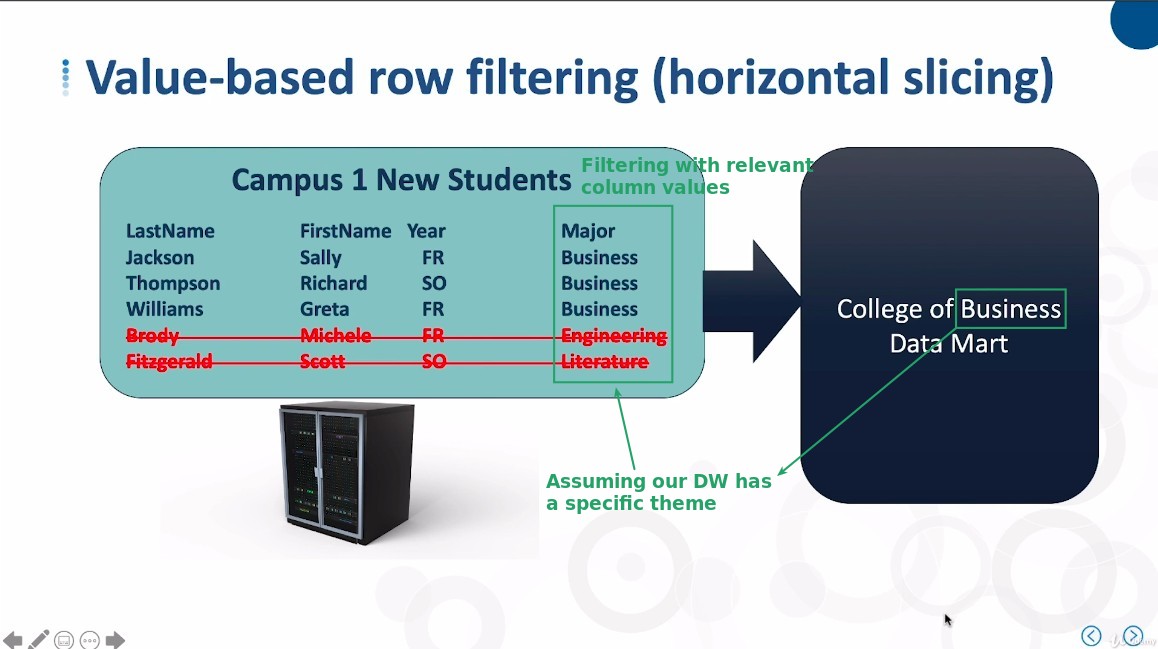 Value-based row filtering (horizontal slicing)
Campus 1 New Students
Filtering with relevant
column values
LastName FirstName Year Major
Jackson Sally FR Business
Thompson Richard SO Business
Williams Greta FR Business
Brody Michele FR Engineering
Fitzgerald Scott SO Literature
College of Business
Data Mart
Assuming our DW has
a specific theme